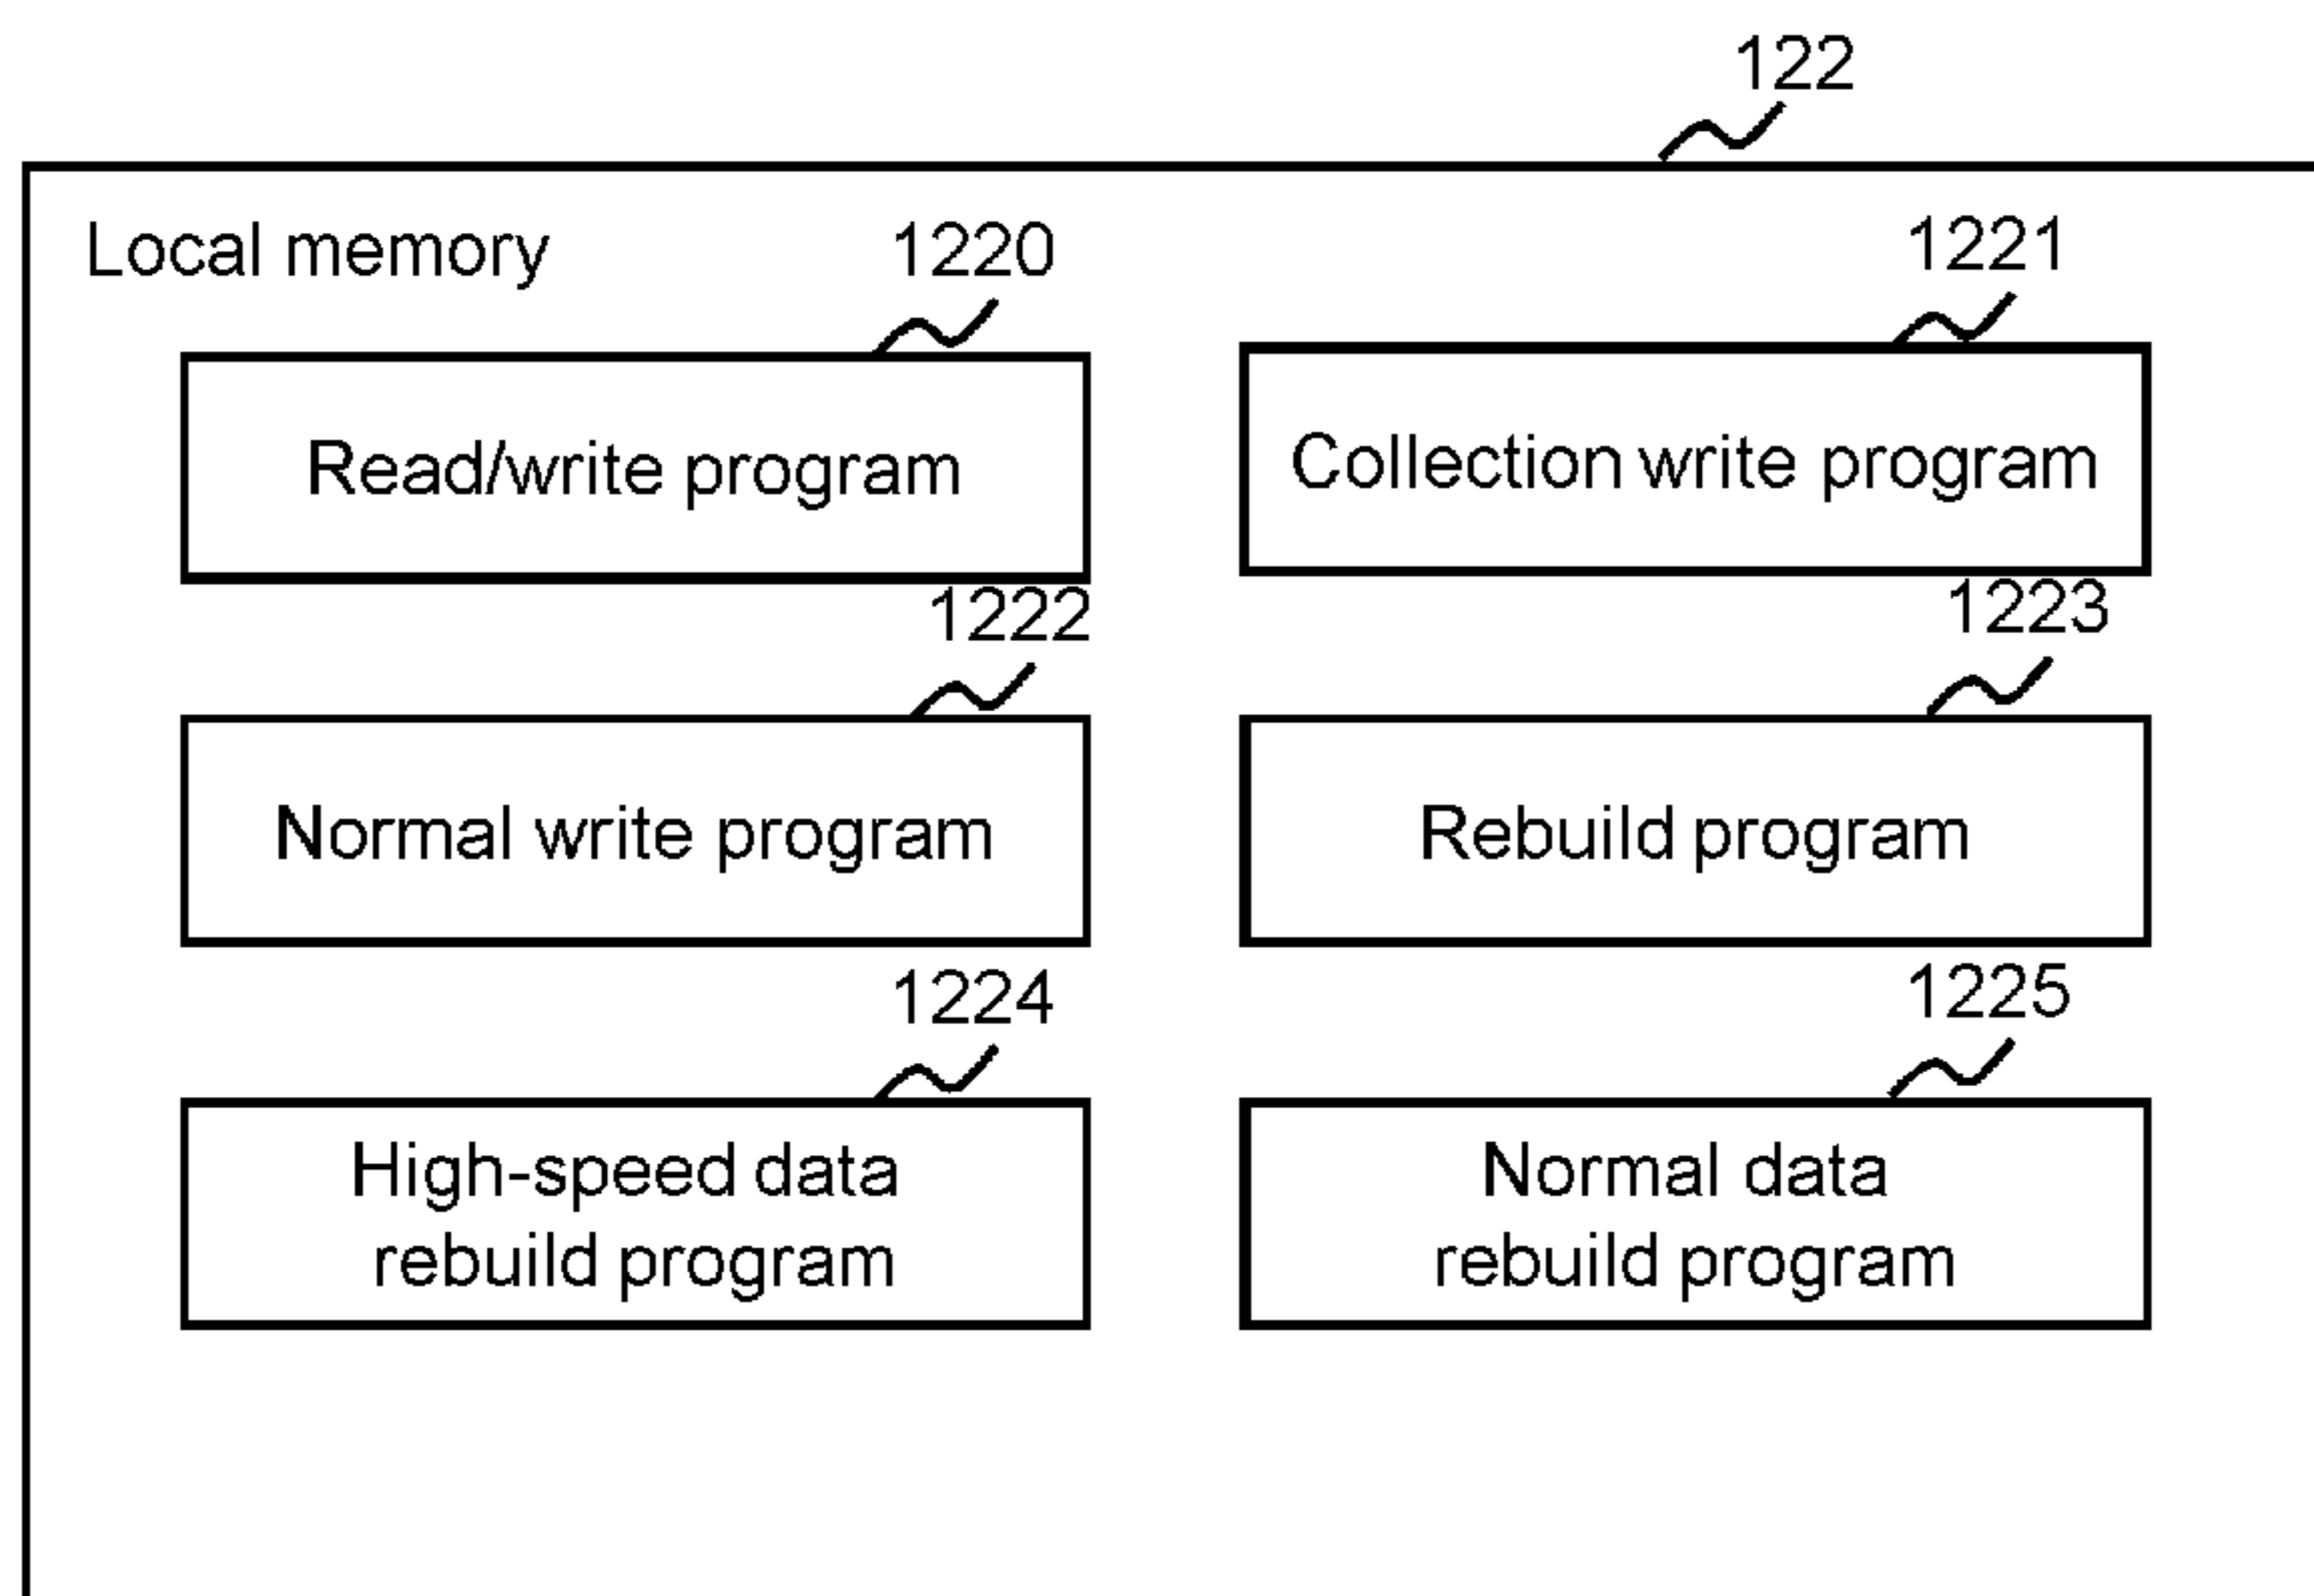 122
Local memory
1220
1221
Read/write program
Collection write program
1222
1223
Normal write program
Rebuild program
1224
1225
High-speed data
rebuild program
Normal data
rebuild program